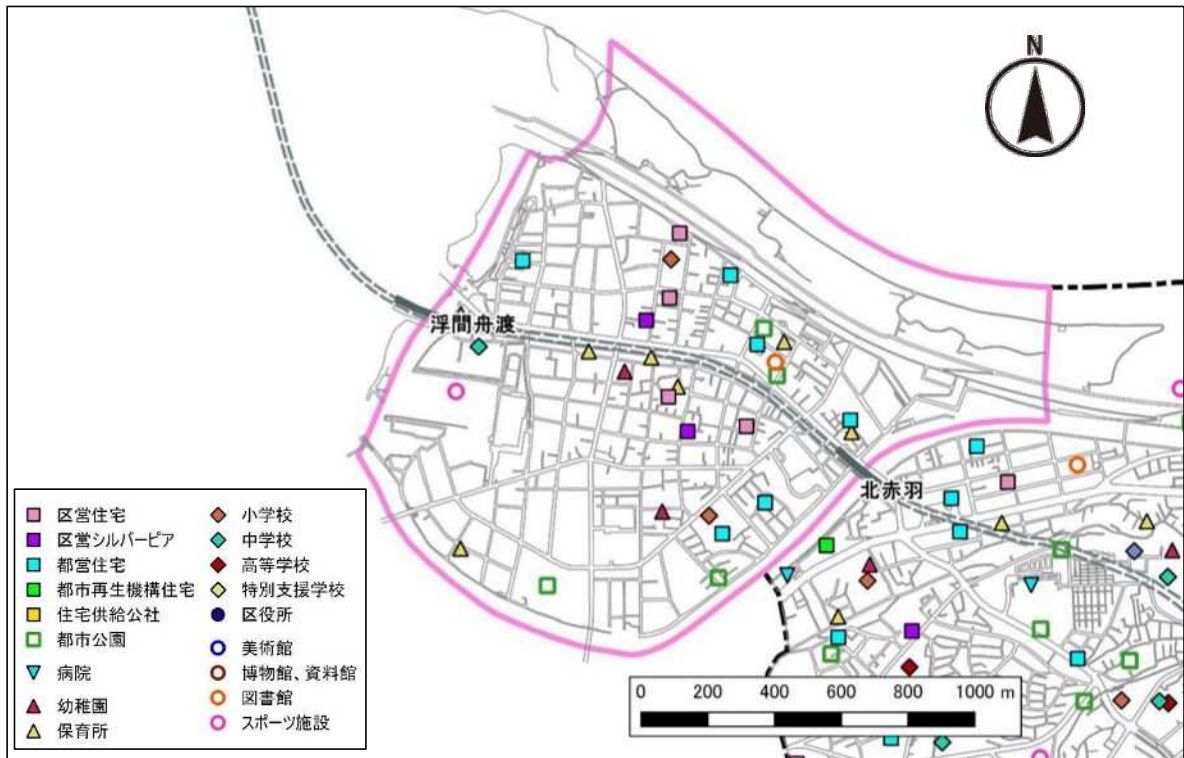 N
浮間舟渡
北赤羽
区営住宅
区営シルバーピア
都営住宅
都市再生機構住宅
住宅供給公社
都市公園
病院
幼稚園
保育所
小学校
中学校
高等学校
特別支援学校
区役所
美術館
博物館、資料館
図書館
スポーツ施設
0 200 400 600 800 1000 m